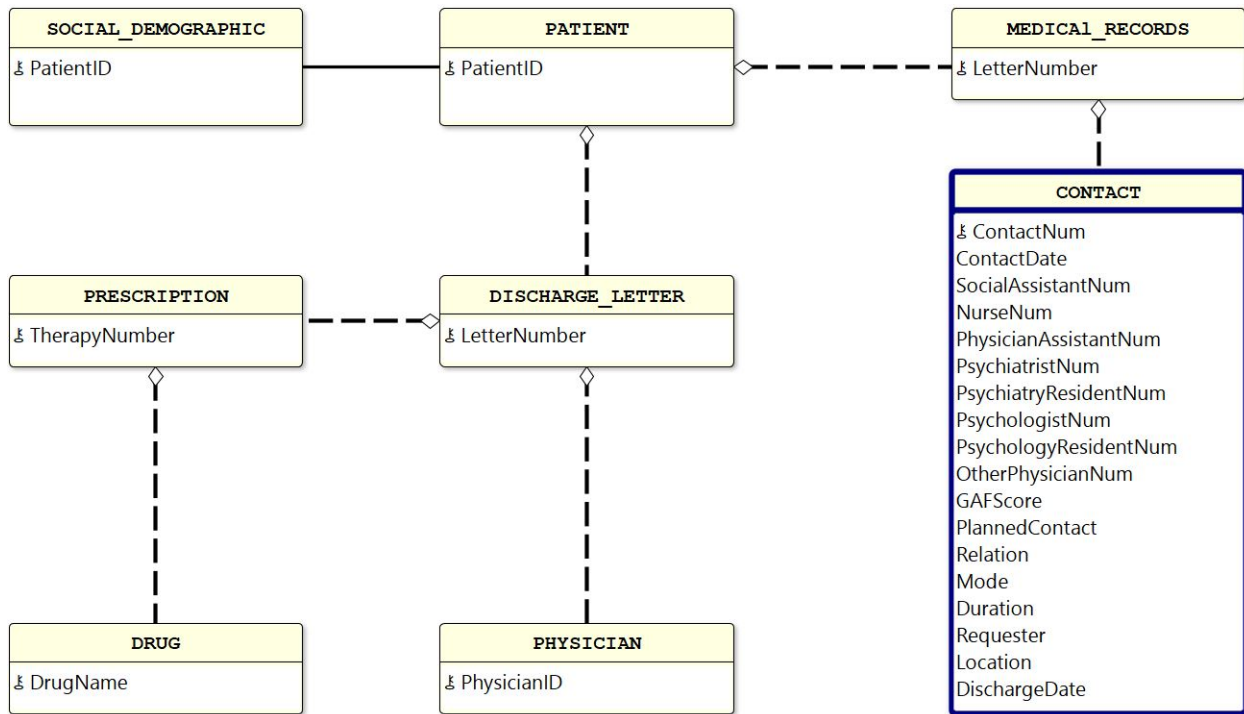 SOCIAL_DEMOGRAPHIC
PatientID
PATIENT
PatientID
MEDICAl_RECORDS
LetterNumber
CONTACT
ContactNum
ContactDate
SocialAssistantNum
NurseNum
PhysicianAssistantNum
PsychiatristNum
PsychiatryResidentNum
PsychologistNum
PsychologyResidentNum
OtherPhysicianNum
GAFScore
PlannedContact
Relation
Mode
Duration
Requester
Location
DischargeDate
PRESCRIPTION
TherapyNumber
DISCHARGE_LETTER
LetterNumber
DRUG
DrugName
PHYSICIAN
PhysicianID